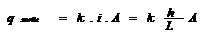 q = k . i . A = k h/L A